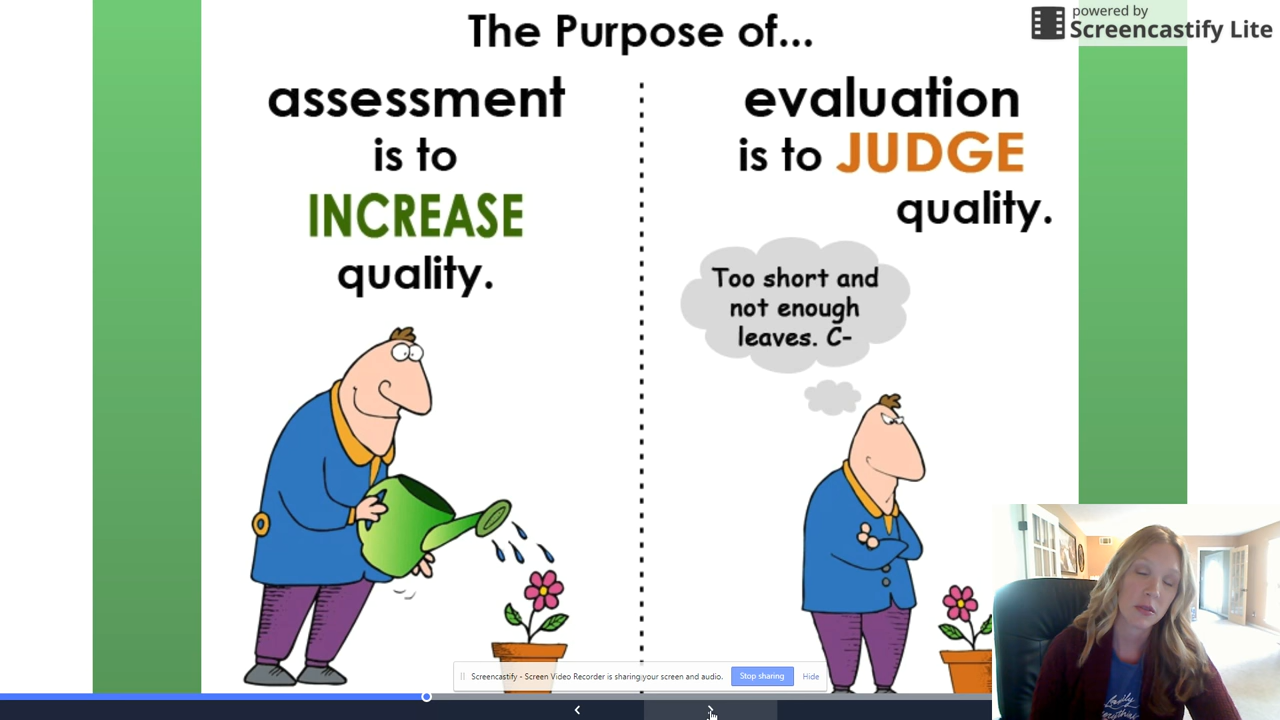 powered by
Screencastify Lite
The Purpose of...
assessment
is to
INCREASE
quality.
evaluation
is to JUDGE
quality.
Too short and
not enough
leaves. C-
Screencastify - Screen Video Recorder is sharing your screen and audio.
Stop sharing
Hide